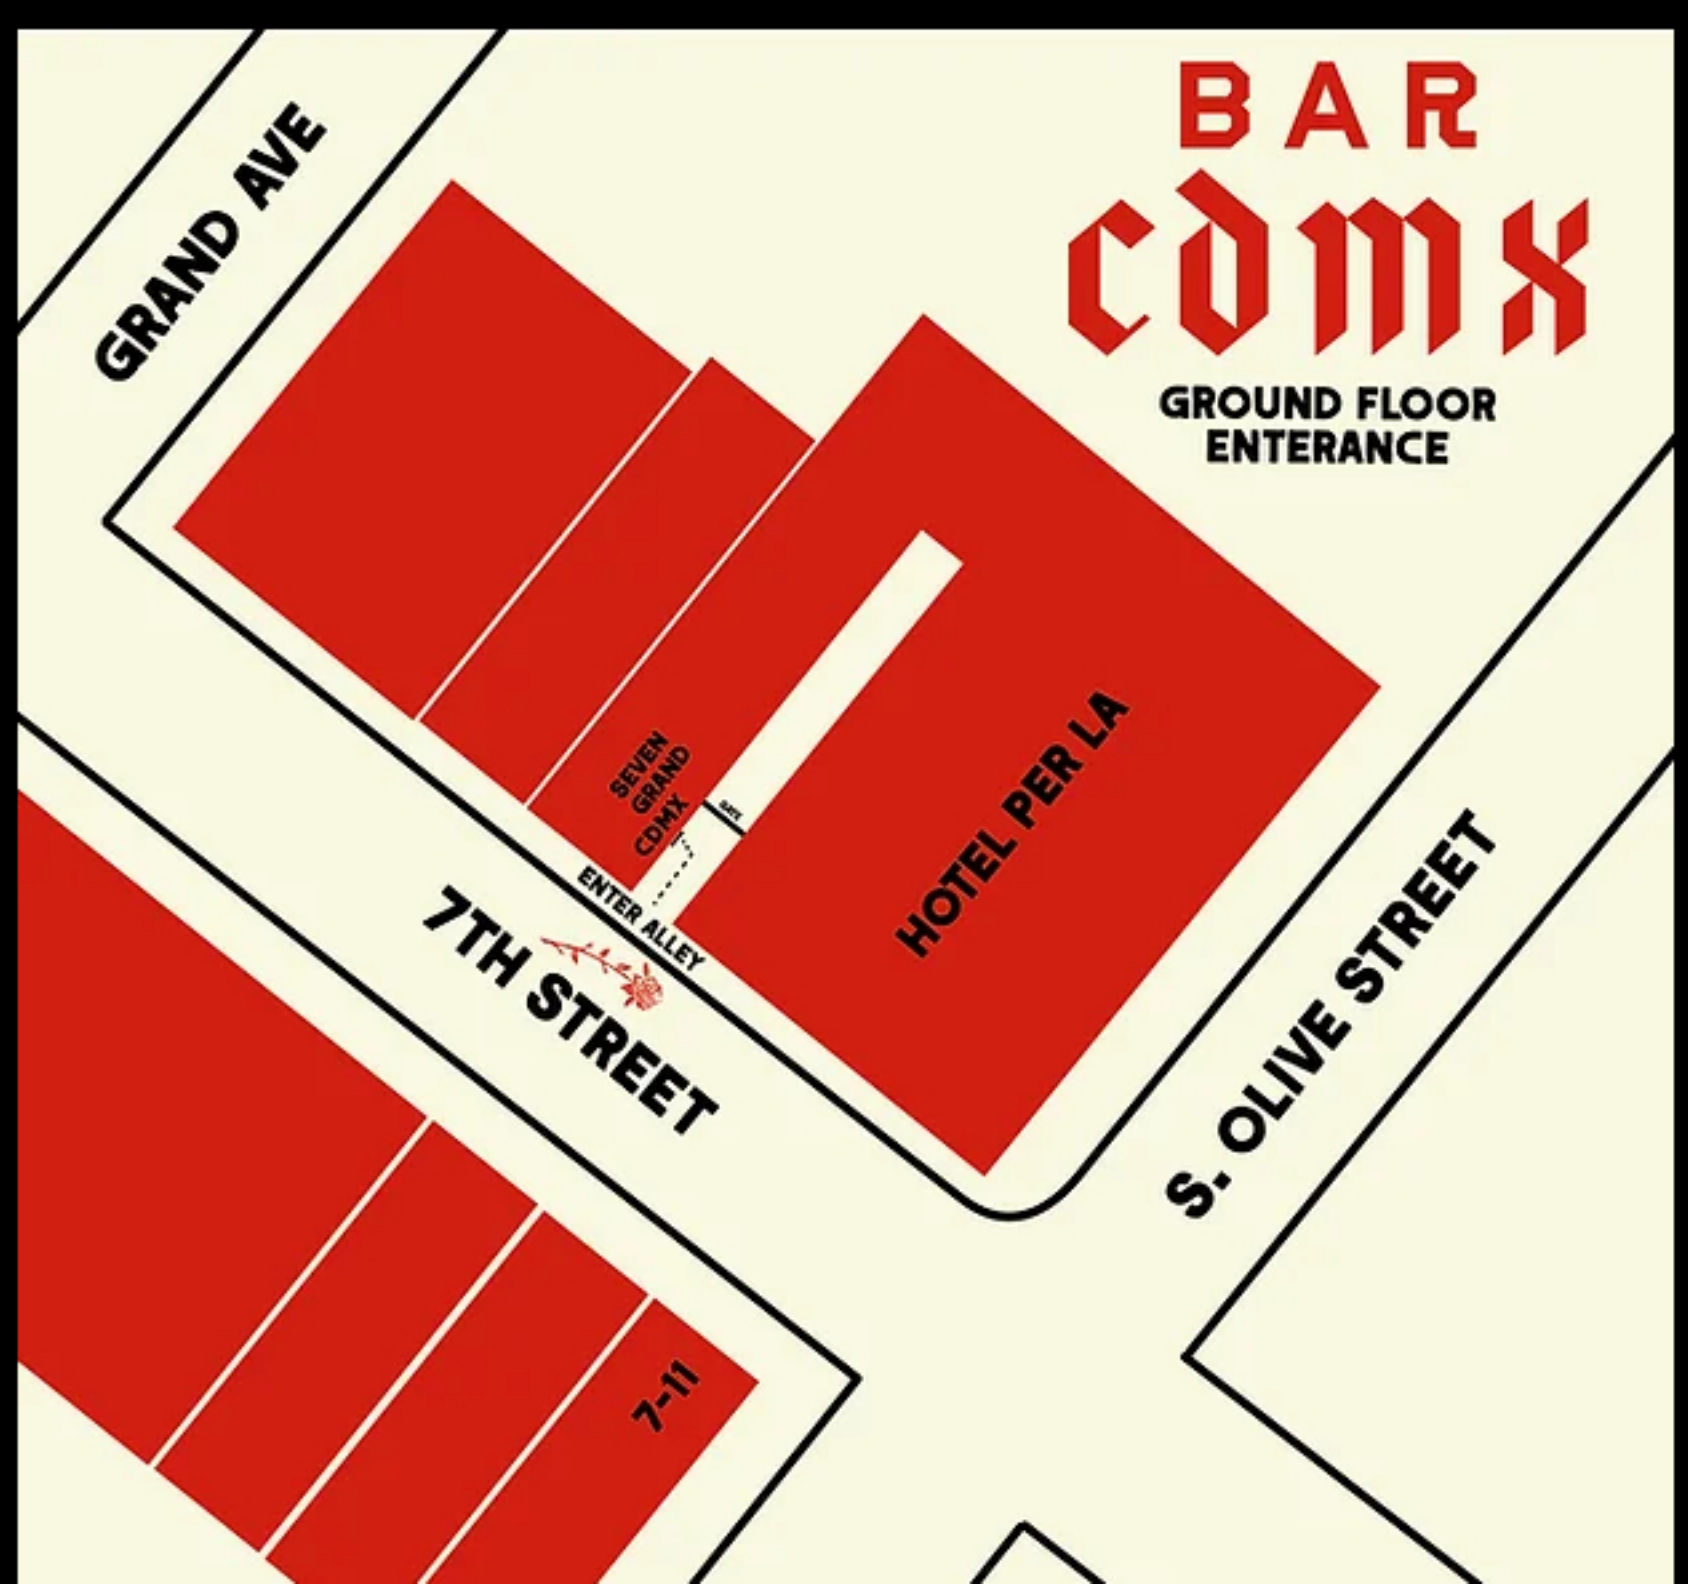 BAR
cdmx
GROUND FLOOR
ENTERANCE
GRAND AVE
SEVEN
GRAND
CDMX
GATE
HOTEL PER LA
ENTER ALLEY
7TH STREET
S. OLIVE STREET
7-11